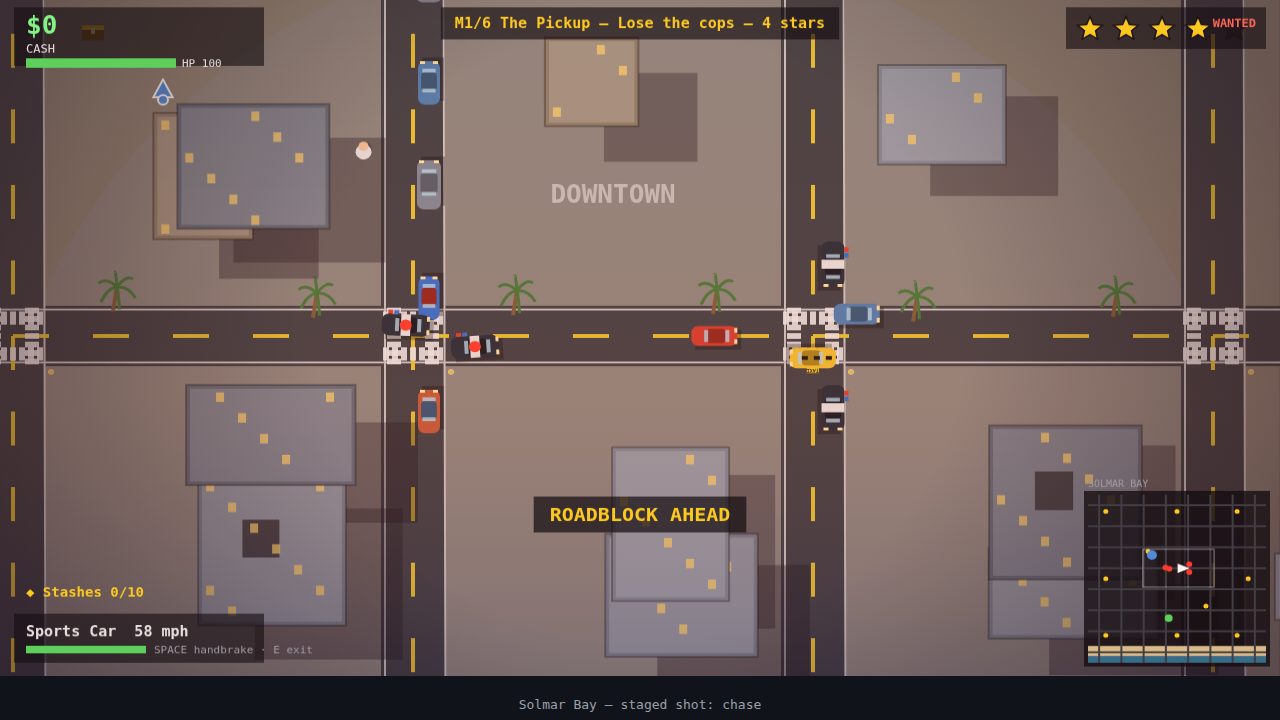 $0
CASH
HP 100
M1/6 The Pickup — Lose the cops — 4 stars
WANTED
DOWNTOWN
ROADBLOCK AHEAD
SOLMAR BAY
◆ Stashes 0/10
Sports Car 58 mph
SPACE handbrake · E exit
Solmar Bay — staged shot: chase